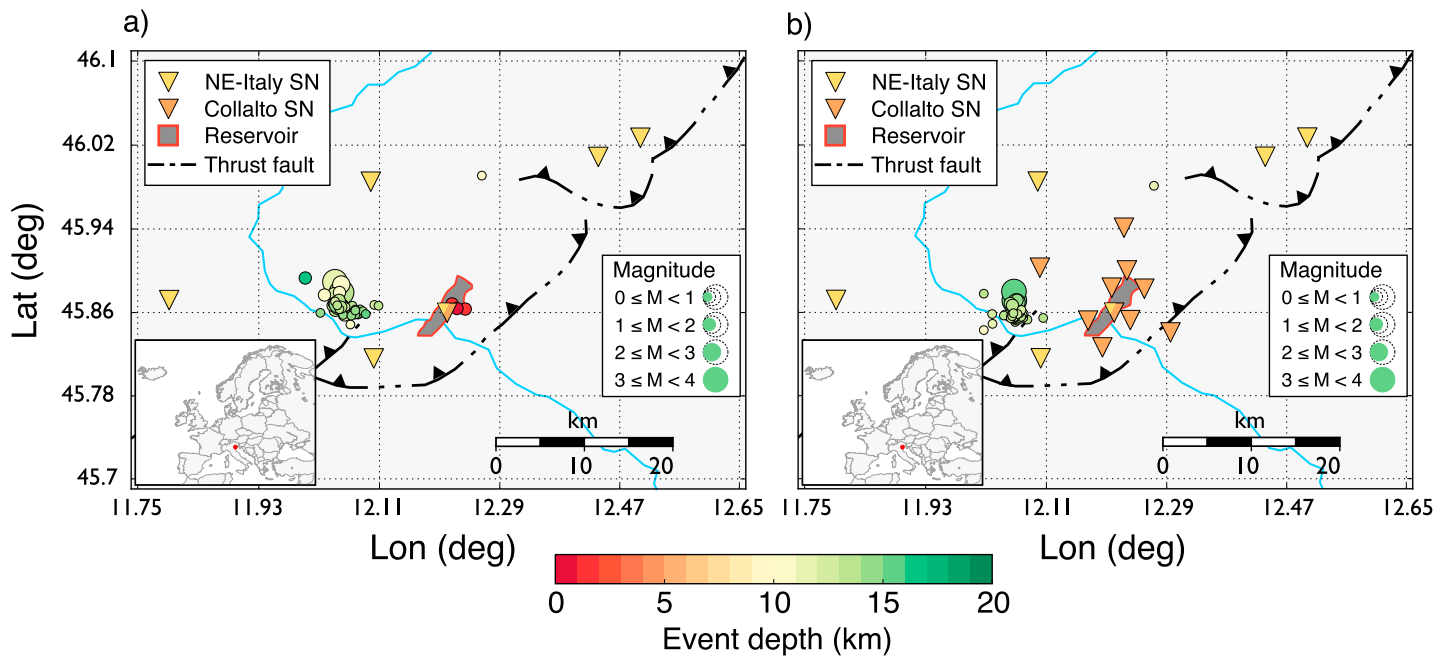 a)
46.1
46.02
45.94
45.86
45.78
45.7
Lat (deg)
NE-Italy SN
Collalto SN
Reservoir
Thrust fault
Magnitude
0 ≤ M < 1
1 ≤ M < 2
2 ≤ M < 3
3 ≤ M < 4
km
0 10 20
11.75 11.93 12.11 12.29 12.47 12.65
Lon (deg)
b)
NE-Italy SN
Collalto SN
Reservoir
Thrust fault
Magnitude
0 ≤ M < 1
1 ≤ M < 2
2 ≤ M < 3
3 ≤ M < 4
km
0 10 20
11.75 11.93 12.11 12.29 12.47 12.65
Lon (deg)
0 5 10 15 20
Event depth (km)